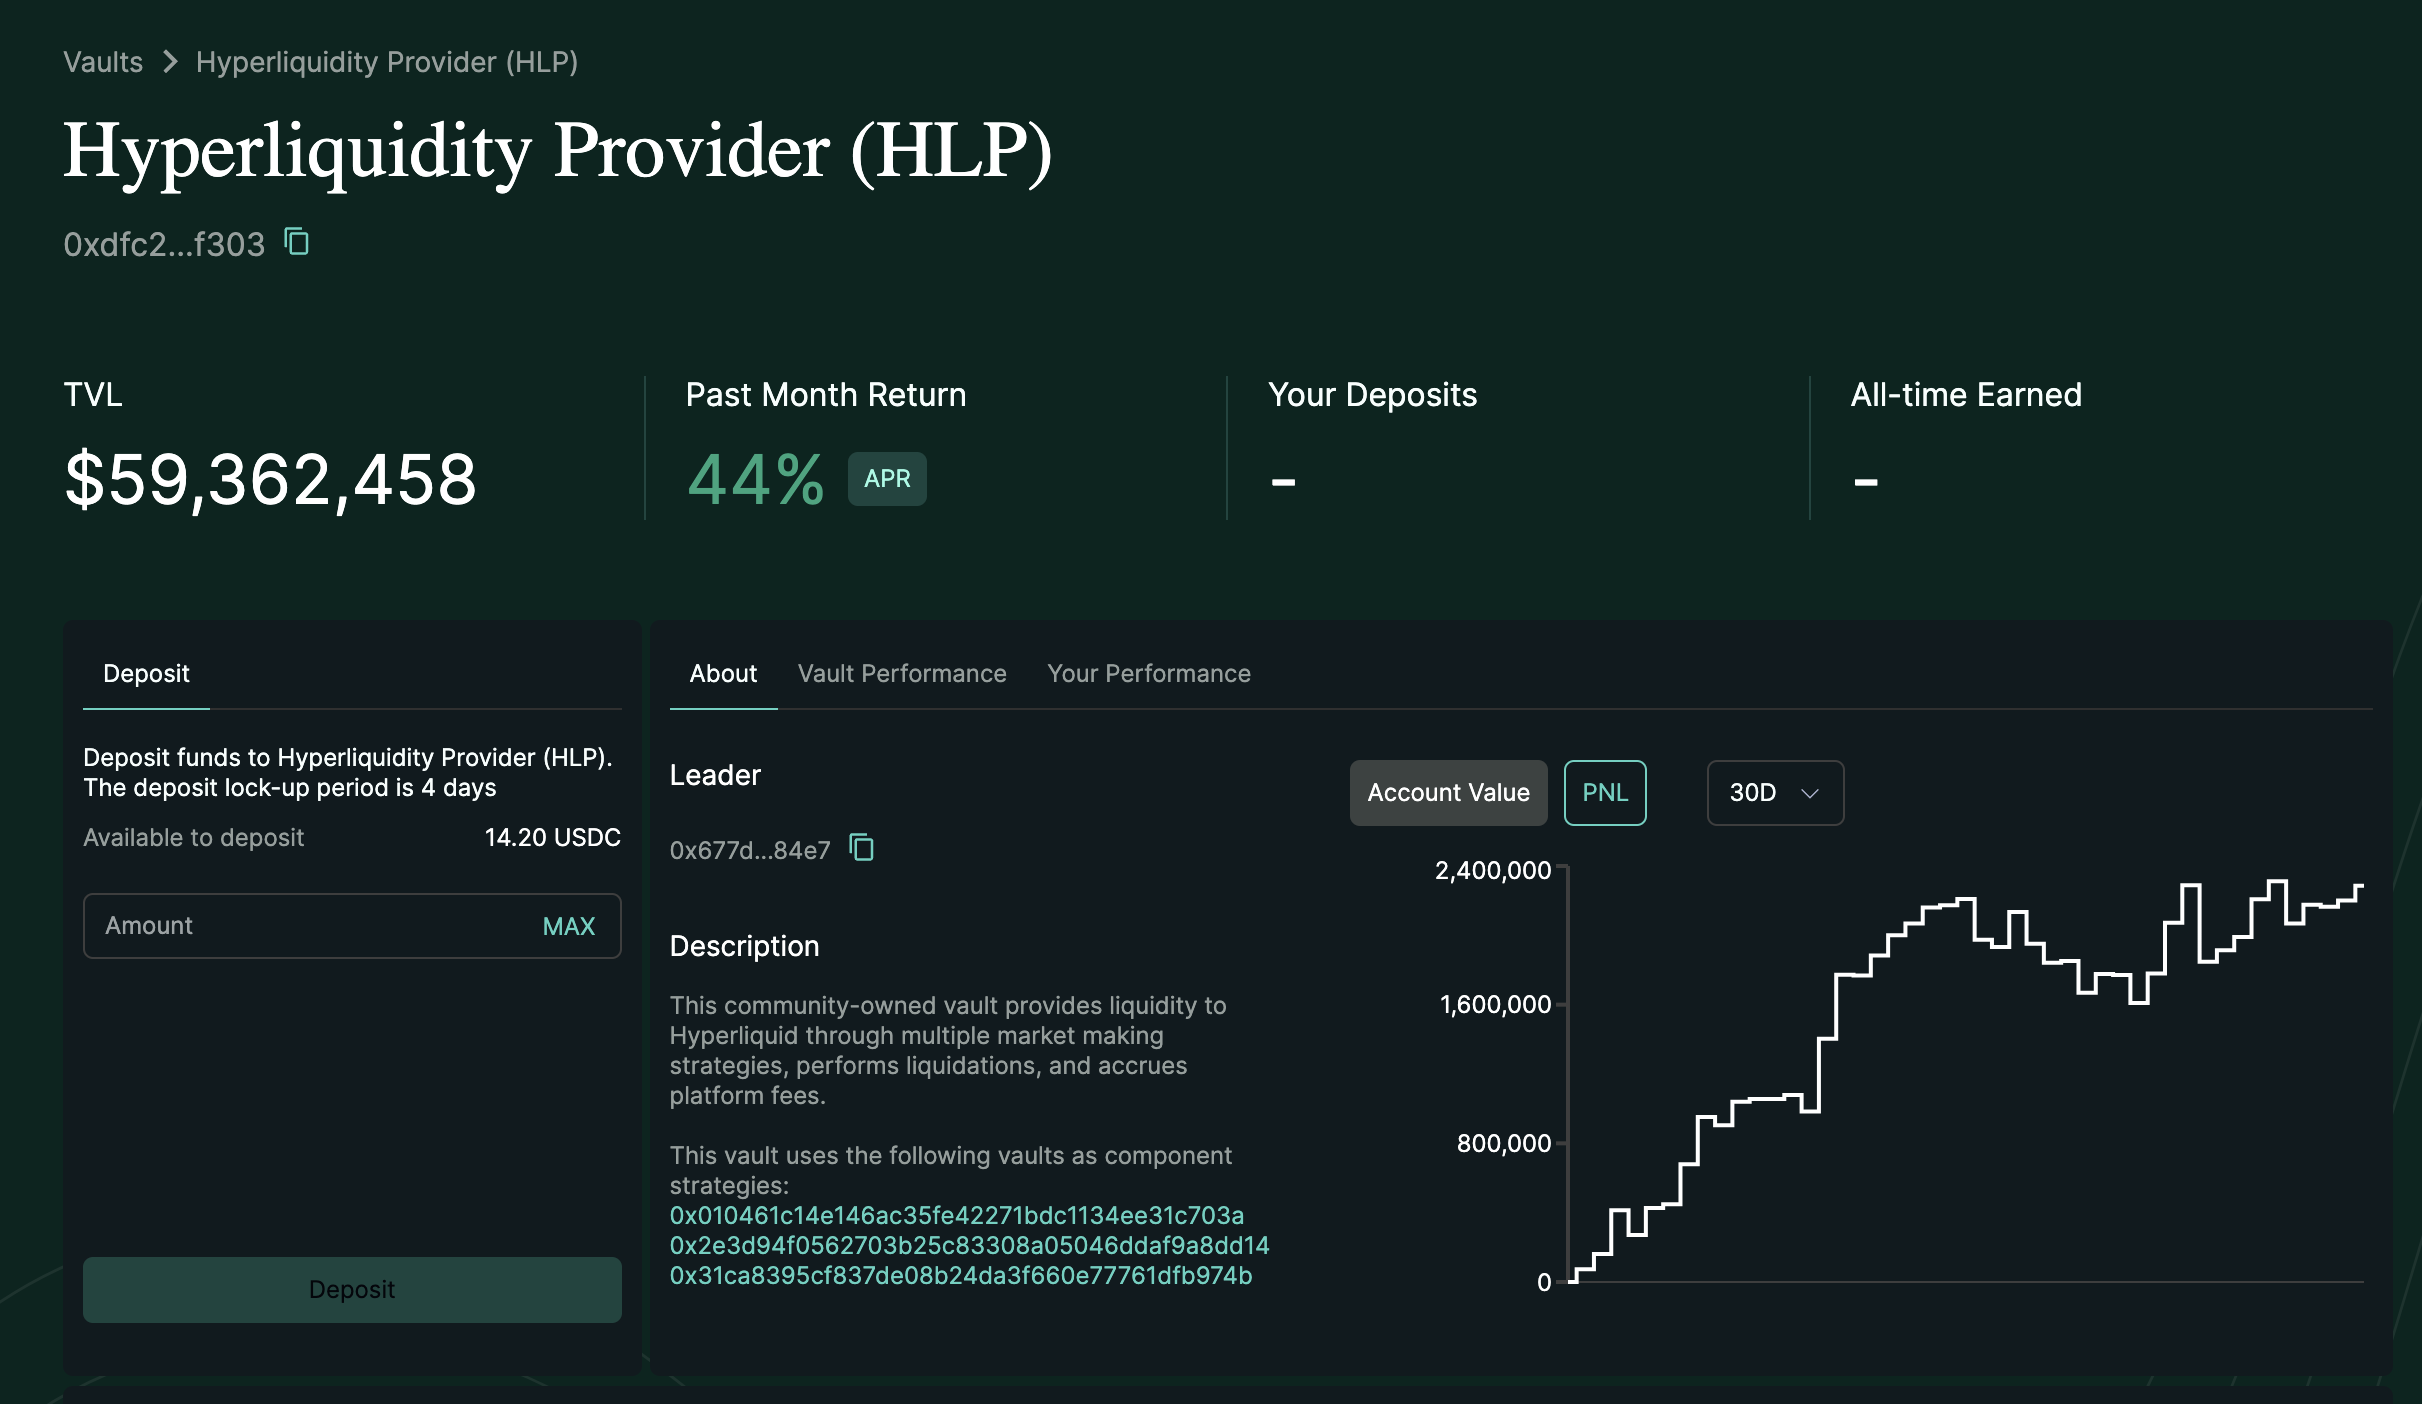 Vaults > Hyperliquidity Provider (HLP)
Hyperliquidity Provider (HLP)
0xdfc2...f303
TVL
$59,362,458
Past Month Return
44% APR
Your Deposits
-
All-time Earned
-
Deposit
Deposit funds to Hyperliquidity Provider (HLP).
The deposit lock-up period is 4 days
Available to deposit 14.20 USDC
Amount MAX
Deposit
About Vault Performance Your Performance
Leader
0x677d...84e7
Description
This community-owned vault provides liquidity to
Hyperliquid through multiple market making
strategies, performs liquidations, and accrues
platform fees.
This vault uses the following vaults as component
strategies:
0x010461c14e146ac35fe42271bdc1134ee31c703a
0x2e3d94f0562703b25c83308a05046ddaf9a8dd14
0x31ca8395cf837de08b24da3f660e77761dfb974b
Account Value PNL 30D
2,400,000
1,600,000
800,000
0